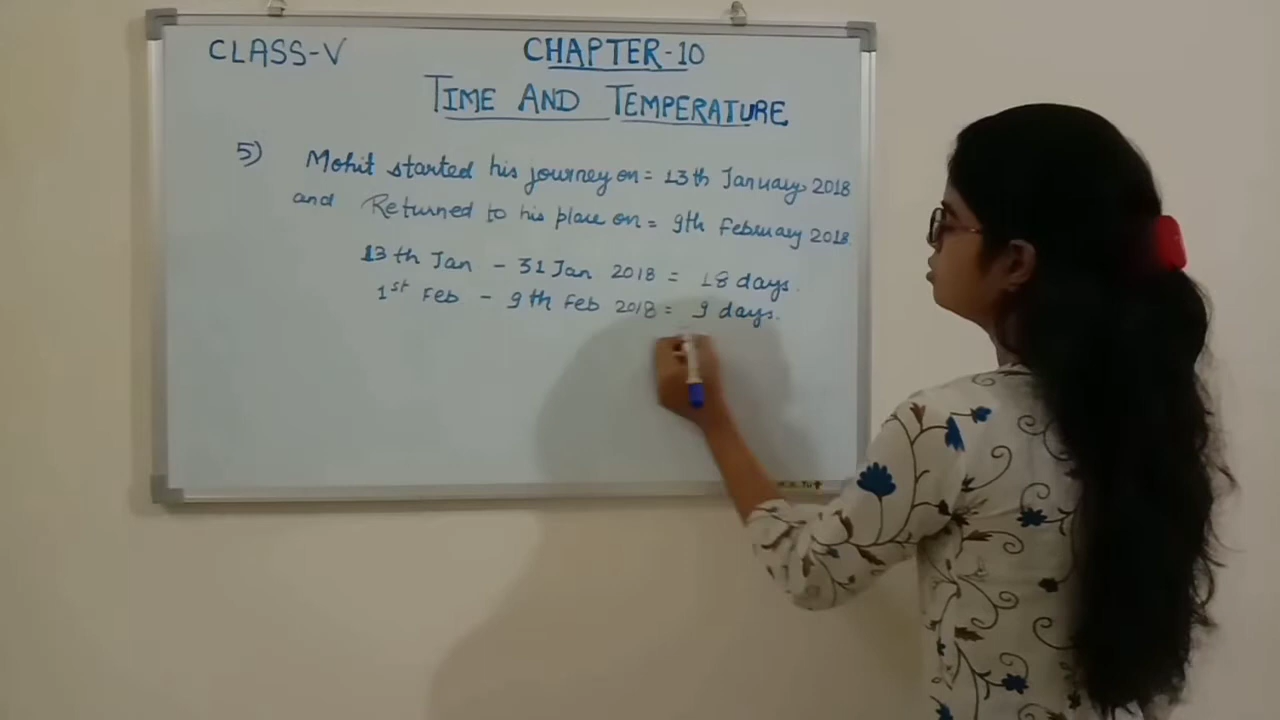 CLASS-V
CHAPTER-10
TIME AND TEMPERATURE
5) Mohit started his journey on = 13th January 2018
and Returned to his place on = 9th February 2018.
13th Jan - 31 Jan 2018 = 18 days.
1st Feb - 9th Feb 2018 = 9 days.